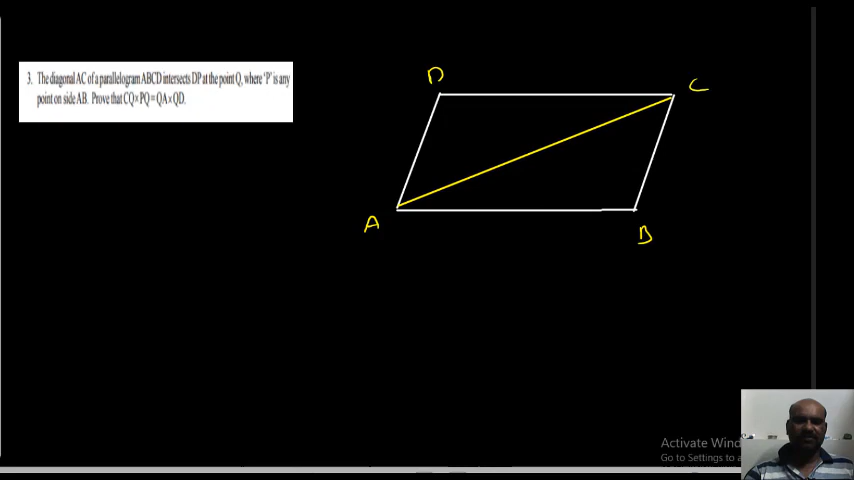 3. The diagonal AC of a parallelogram ABCD intersects DP at the point Q, where ‘P’ is any
point on side AB. Prove that CQ×PQ=QA×QD.
D
C
A
B
Activate Wind
Go to Settings to a